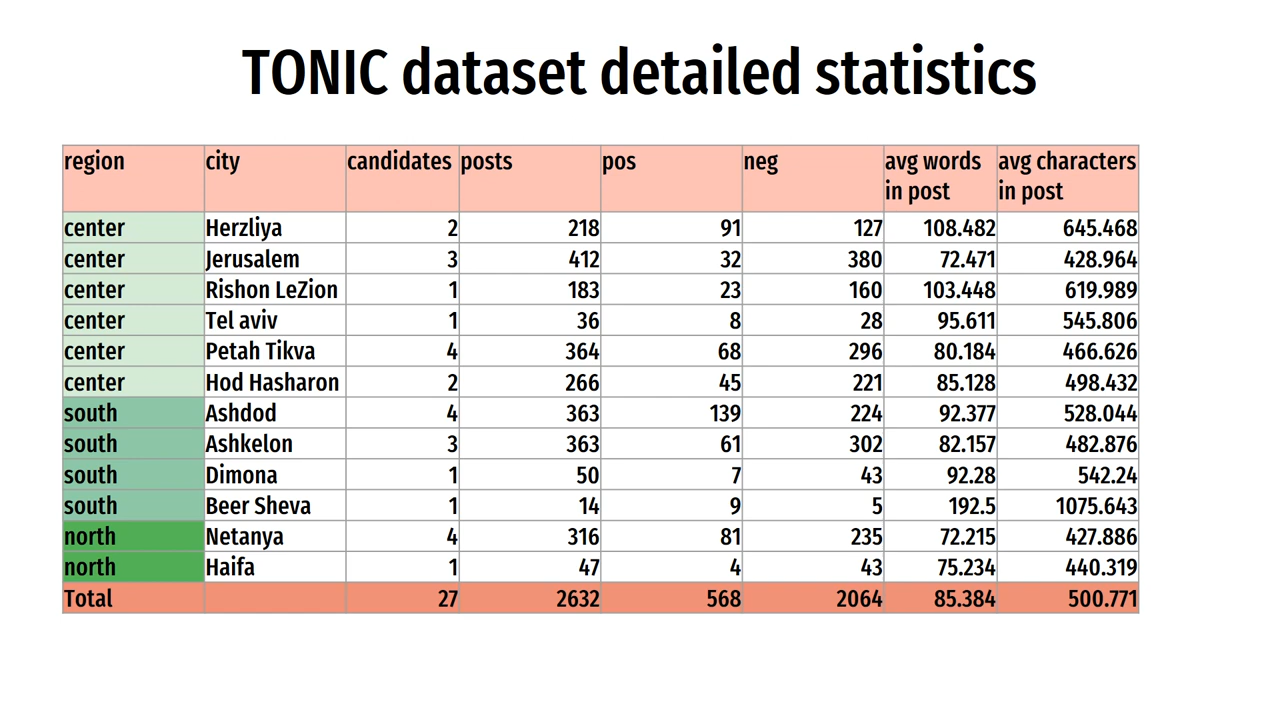 TONIC dataset detailed statistics
region city candidates posts pos neg avg words in post avg characters in post
center Herzliya 2 218 91 127 108.482 645.468
center Jerusalem 3 412 32 380 72.471 428.964
center Rishon LeZion 1 183 23 160 103.448 619.989
center Tel aviv 1 36 8 28 95.611 545.806
center Petah Tikva 4 364 68 296 80.184 466.626
center Hod Hasharon 2 266 45 221 85.128 498.432
south Ashdod 4 363 139 224 92.377 528.044
south Ashkelon 3 363 61 302 82.157 482.876
south Dimona 1 50 7 43 92.28 542.24
south Beer Sheva 1 14 9 5 192.5 1075.643
north Netanya 4 316 81 235 72.215 427.886
north Haifa 1 47 4 43 75.234 440.319
Total 27 2632 568 2064 85.384 500.771